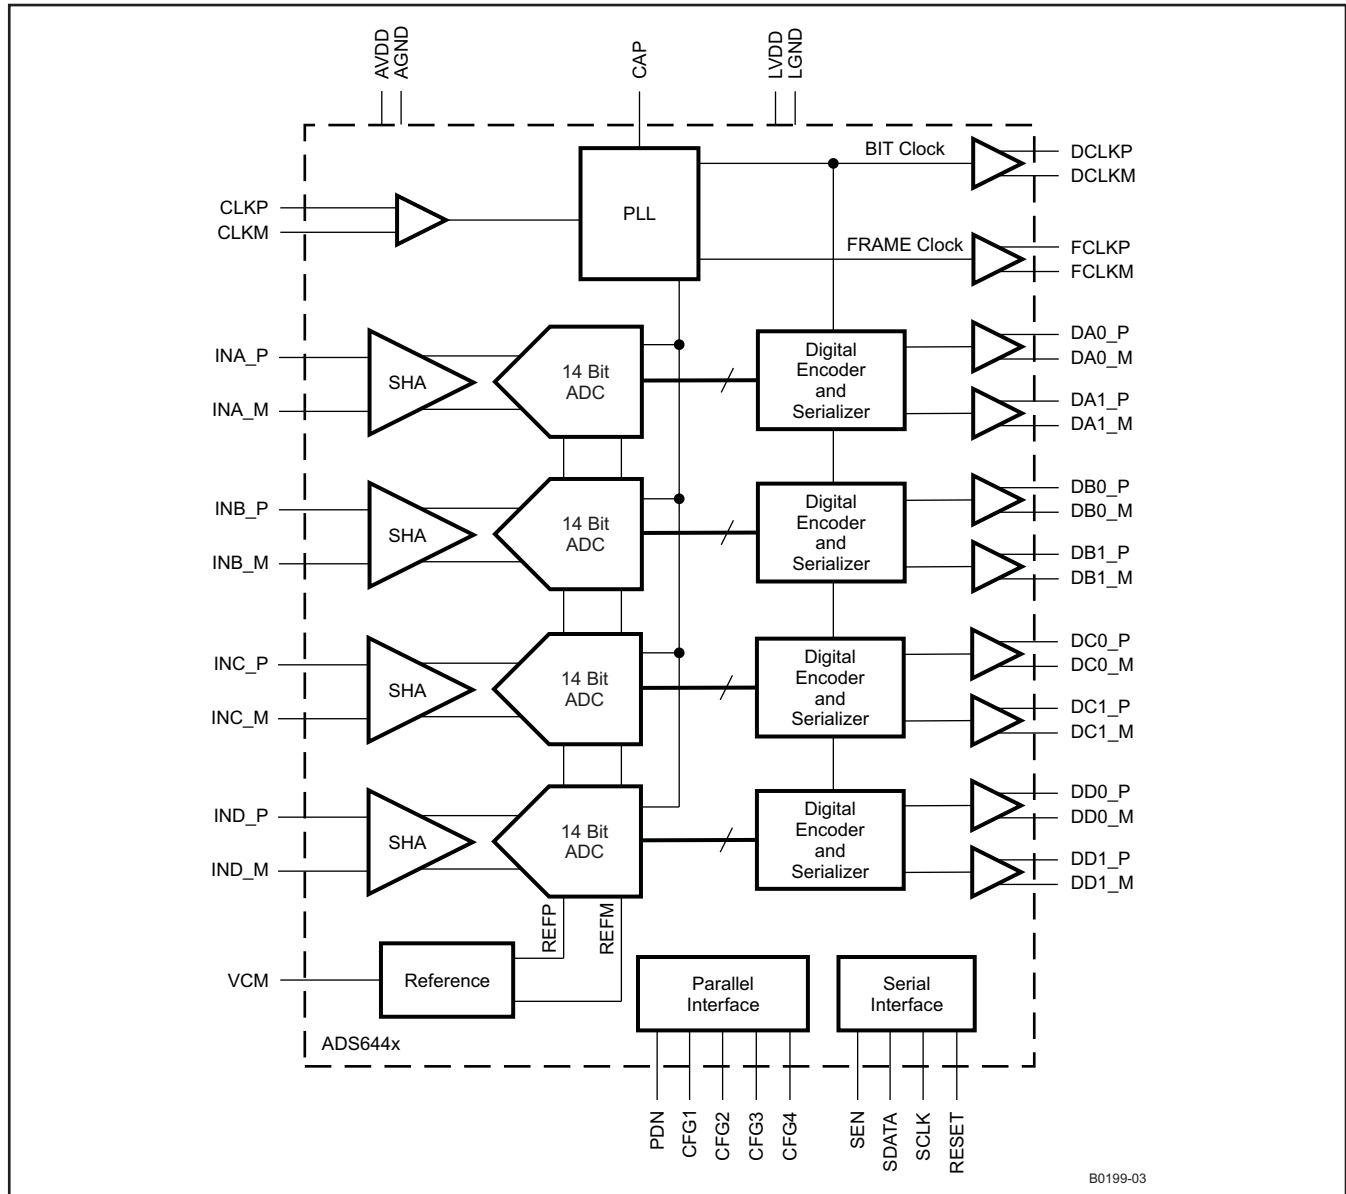 AVDD
AGND
CAP
LVDD
LGND
BIT Clock
DCLKP
DCLKM
CLKP
CLKM
PLL
FRAME Clock
FCLKP
FCLKM
INA_P
INA_M
SHA
14 Bit
ADC
Digital
Encoder
and
Serializer
DA0_P
DA0_M
DA1_P
DA1_M
INB_P
INB_M
SHA
14 Bit
ADC
Digital
Encoder
and
Serializer
DB0_P
DB0_M
DB1_P
DB1_M
INC_P
INC_M
SHA
14 Bit
ADC
Digital
Encoder
and
Serializer
DC0_P
DC0_M
DC1_P
DC1_M
IND_P
IND_M
SHA
14 Bit
ADC
Digital
Encoder
and
Serializer
DD0_P
DD0_M
DD1_P
DD1_M
REFP
REFM
VCM
Reference
Parallel
Interface
Serial
Interface
ADS644x
PDN
CFG1
CFG2
CFG3
CFG4
SEN
SDATA
SCLK
RESET
B0199-03